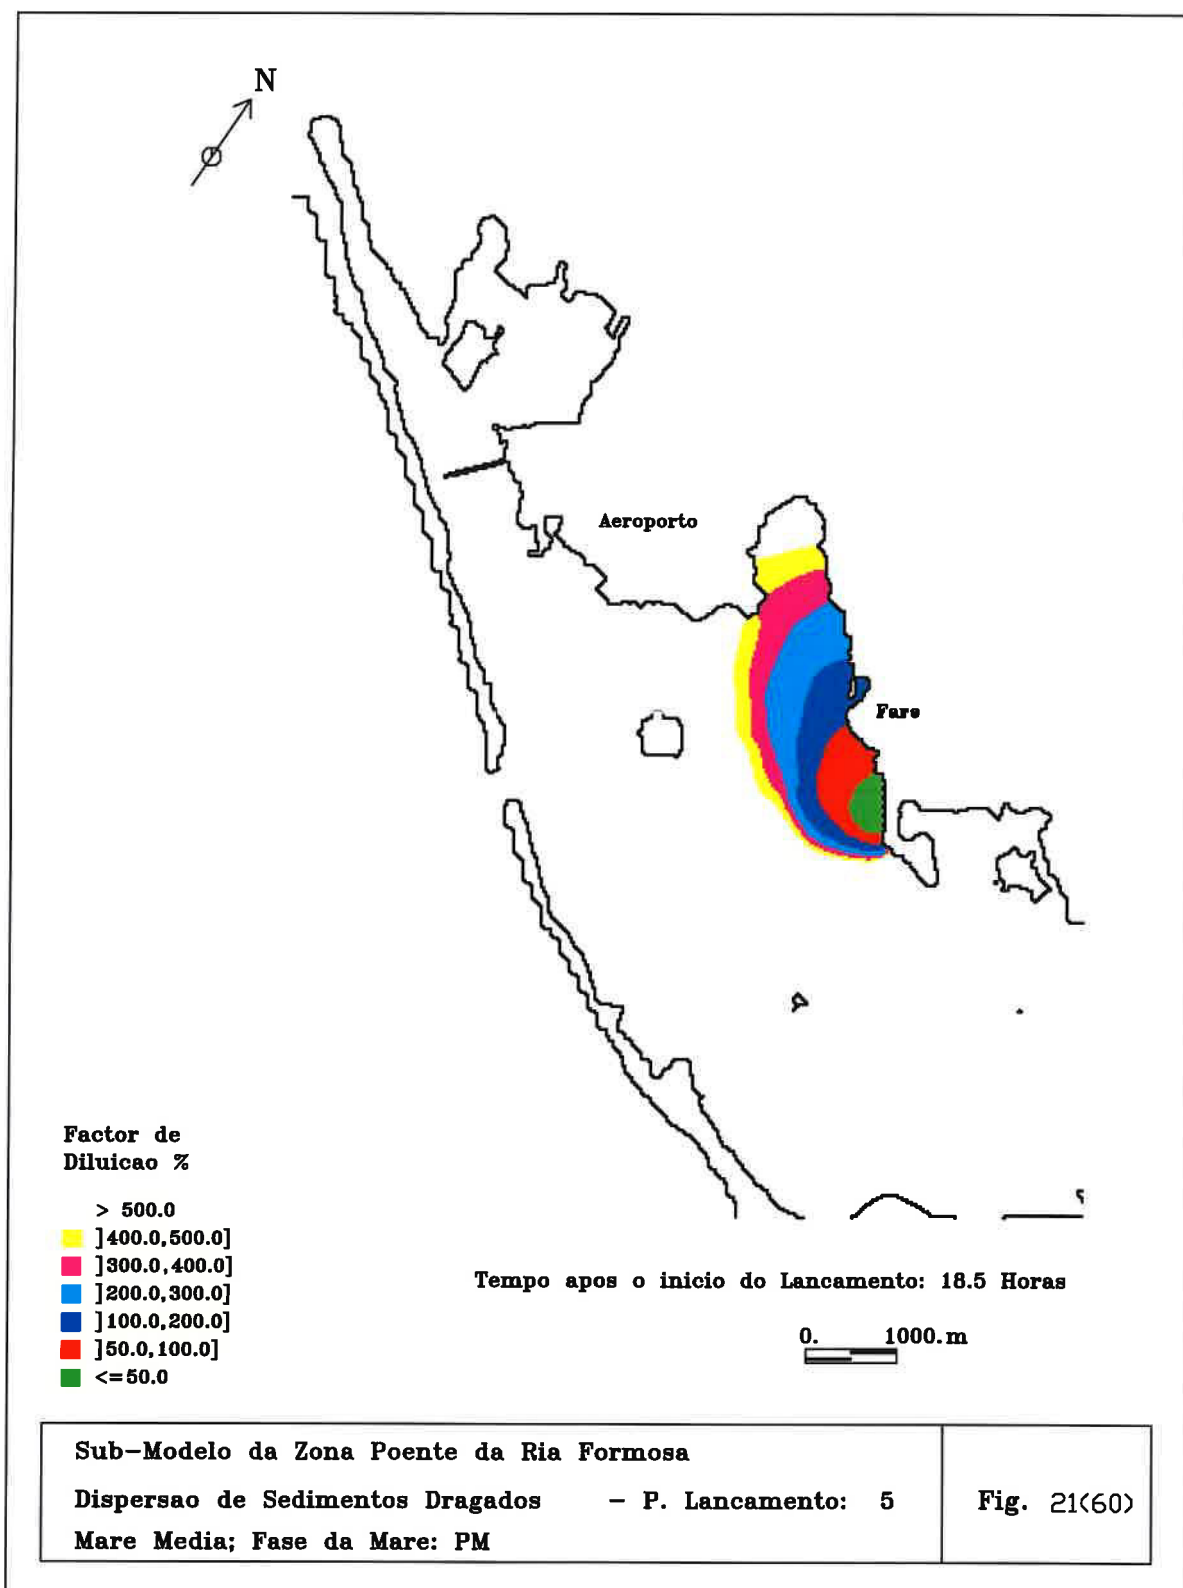 N
Aeroporto
Faro
Factor de
Diluicao %
> 500.0
]400.0,500.0]
]300.0,400.0]
]200.0,300.0]
]100.0,200.0]
]50.0,100.0]
<=50.0
Tempo apos o inicio do Lancamento: 18.5 Horas
0. 1000.m
Sub-Modelo da Zona Poente da Ria Formosa
Dispersao de Sedimentos Dragados - P. Lancamento: 5
Mare Media; Fase da Mare: PM
Fig. 21(60)